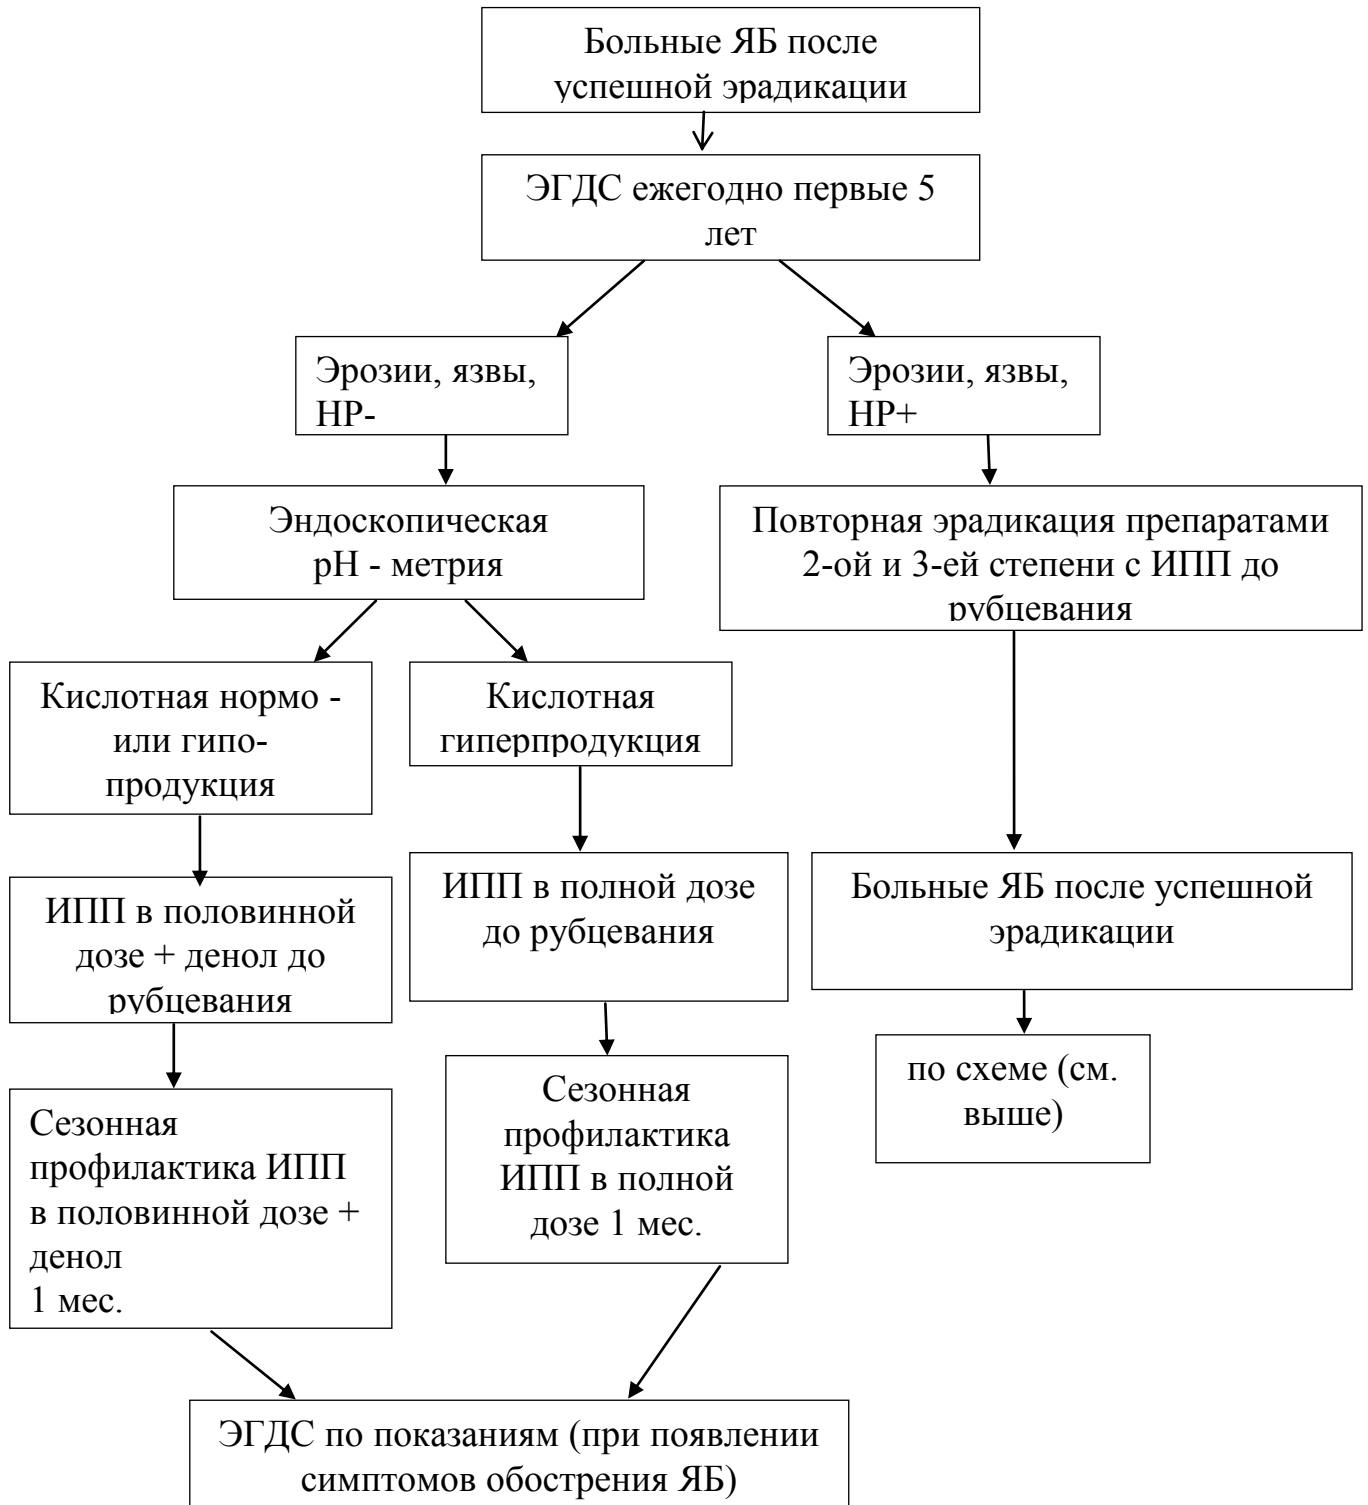 Больные ЯБ после
успешной эрадикации
ЭГДС ежегодно первые 5
лет
Эрозии, язвы,
НР-
Эрозии, язвы,
НР+
Эндоскопическая
рН - метрия
Повторная эрадикация препаратами
2-ой и 3-ей степени с ИПП до
рубцевания
Кислотная нормо -
или гипо-
продукция
Кислотная
гиперпродукция
ИПП в половинной
дозе + денол до
рубцевания
ИПП в полной дозе
до рубцевания
Больные ЯБ после успешной
эрадикации
Сезонная
профилактика ИПП
в половинной дозе +
денол
1 мес.
Сезонная
профилактика
ИПП в полной
дозе 1 мес.
по схеме (см.
выше)
ЭГДС по показаниям (при появлении
симптомов обострения ЯБ)